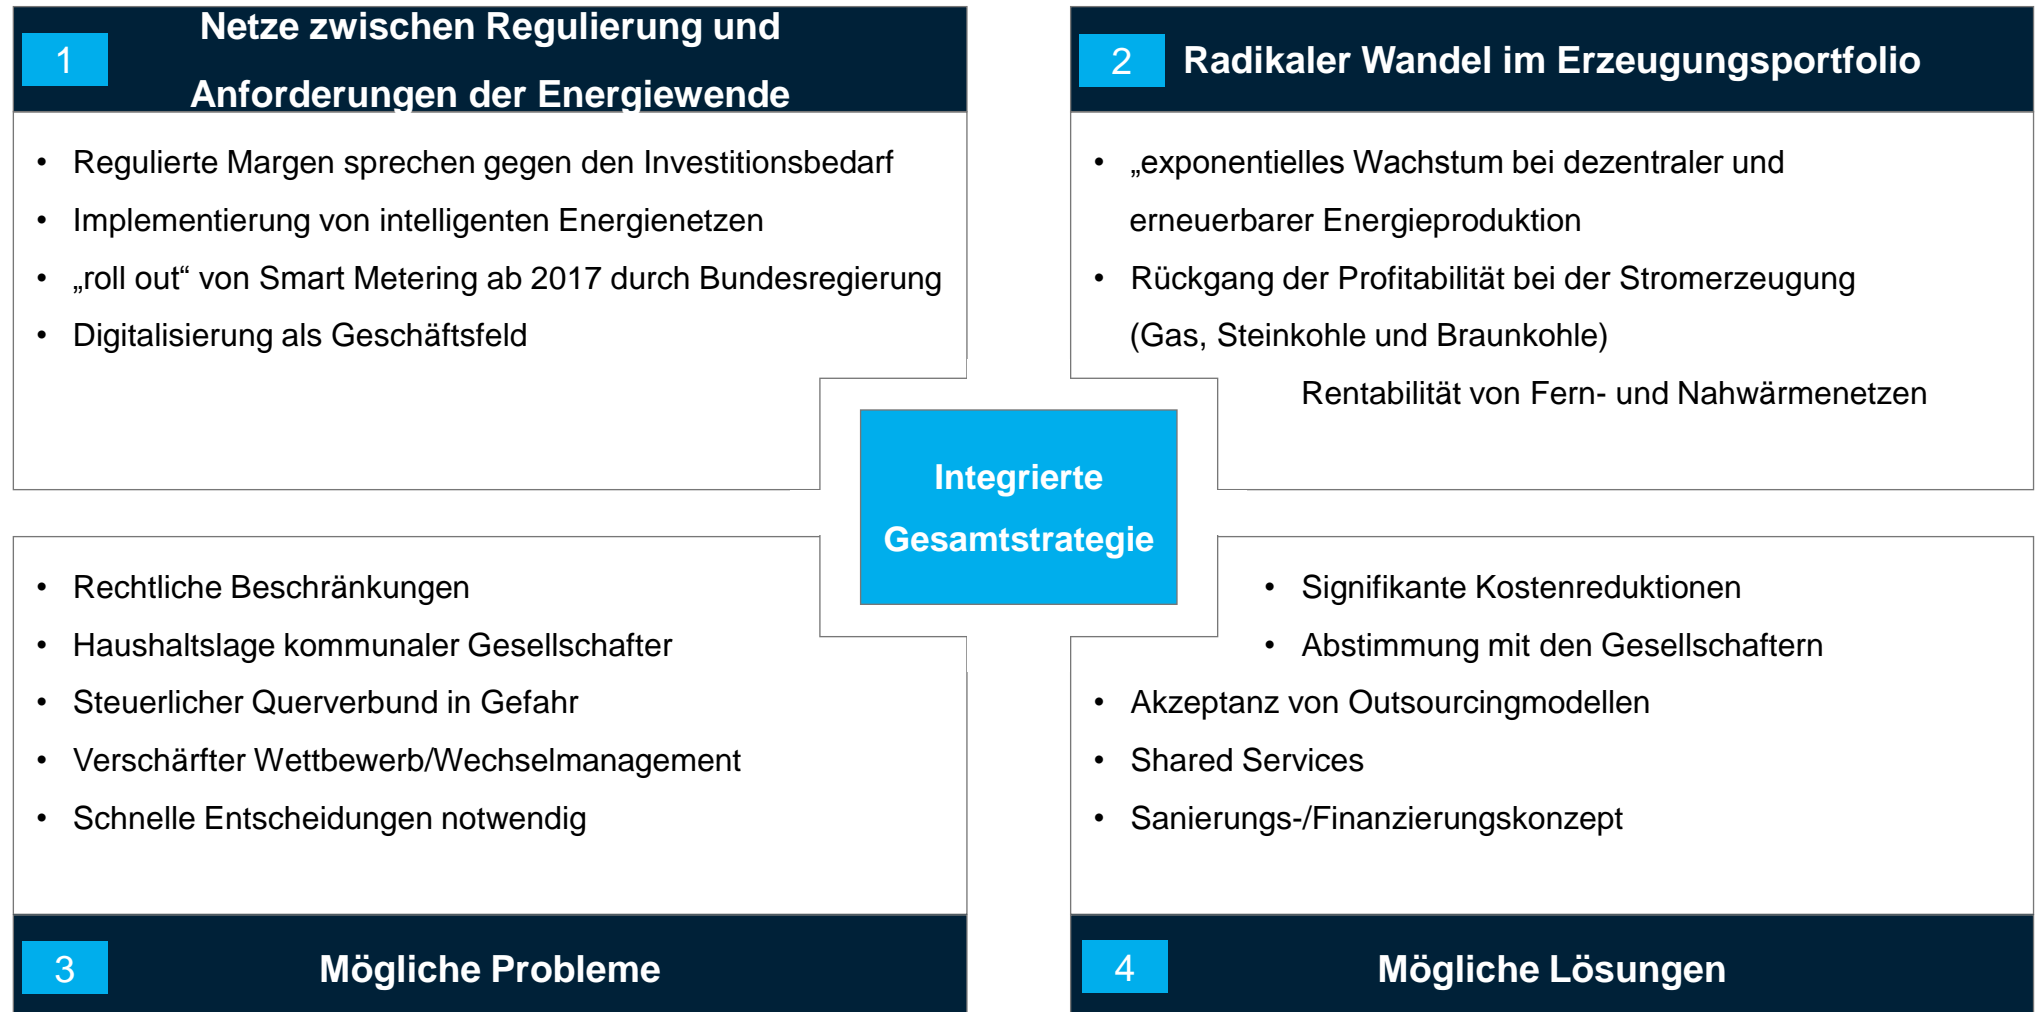 1
Netze zwischen Regulierung und
Anforderungen der Energiewende
• Regulierte Margen sprechen gegen den Investitionsbedarf
• Implementierung von intelligenten Energienetzen
• „roll out“ von Smart Metering ab 2017 durch Bundesregierung
• Digitalisierung als Geschäftsfeld
2
Radikaler Wandel im Erzeugungsportfolio
• „exponentielles Wachstum bei dezentraler und
erneuerbarer Energieproduktion
• Rückgang der Profitabilität bei der Stromerzeugung
(Gas, Steinkohle und Braunkohle)
Rentabilität von Fern- und Nahwärmenetzen
Integrierte
Gesamtstrategie
• Rechtliche Beschränkungen
• Haushaltslage kommunaler Gesellschafter
• Steuerlicher Querverbund in Gefahr
• Verschärfter Wettbewerb/Wechselmanagement
• Schnelle Entscheidungen notwendig
3
Mögliche Probleme
• Signifikante Kostenreduktionen
• Abstimmung mit den Gesellschaftern
• Akzeptanz von Outsourcingmodellen
• Shared Services
• Sanierungs-/Finanzierungskonzept
4
Mögliche Lösungen